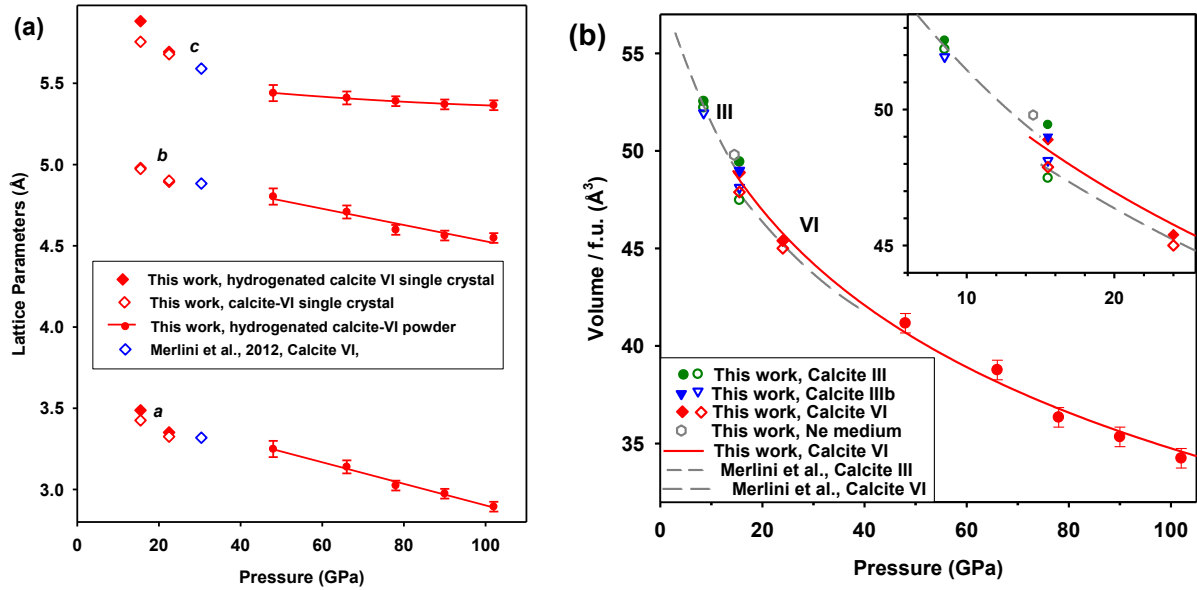 (a)
c
b
a
Lattice Parameters (Å)
5.5
5.0
4.5
4.0
3.5
3.0
This work, hydrogenated calcite VI single crystal
This work, calcite-VI single crystal
This work, hydrogenated calcite-VI powder
Merlini et al., 2012, Calcite VI,
0 20 40 60 80 100
Pressure (GPa)
(b)
Volume / f.u. (Å³)
55
50
45
40
35
III
VI
50
45
10 20
This work, Calcite III
This work, Calcite IIIb
This work, Calcite VI
This work, Ne medium
This work, Calcite VI
Merlini et al., Calcite III
Merlini et al., Calcite VI
0 20 40 60 80 100
Pressure (GPa)